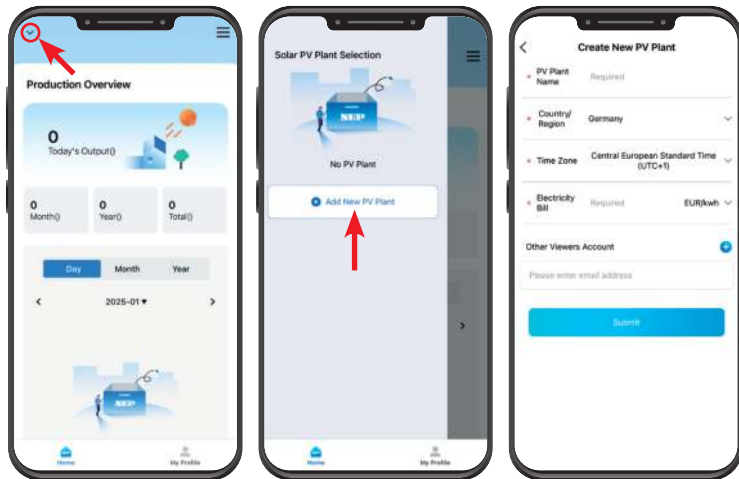 Production Overview
0
Today's Output()
0
Month()
0
Year()
0
Total()
Day Month Year
< 2025-01 ▾ >
NEP
Home My Profile
Solar PV Plant Selection
NEP
No PV Plant
Add New PV Plant
>
Home My Profile
< Create New PV Plant
* PV Plant
Name Required
* Country/
Region Germany
* Time Zone Central European Standard Time
(UTC+1)
* Electricity
Bill Required EUR/kwh
Other Viewers Account
Please enter email address
Submit